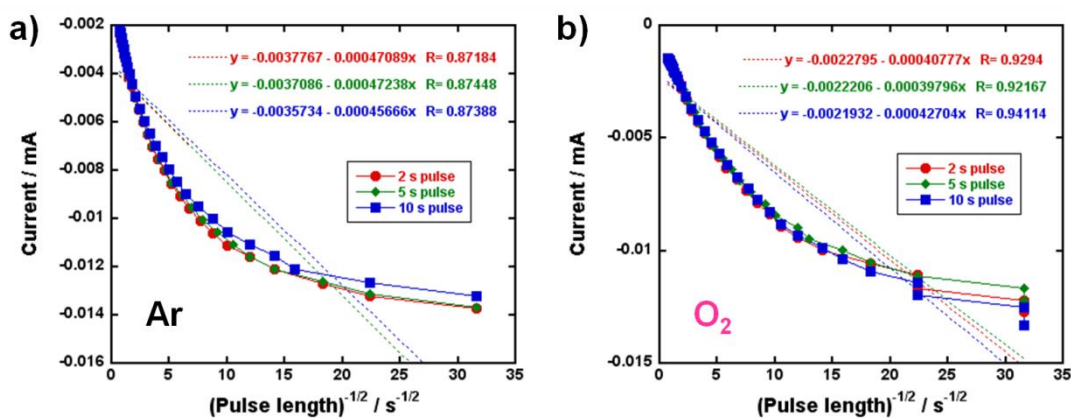 a)
-0.002
-0.004
-0.006
-0.008
-0.01
-0.012
-0.014
-0.016
Current / mA
y = -0.0037767 - 0.00047089x R= 0.87184
y = -0.0037086 - 0.00047238x R= 0.87448
y = -0.0035734 - 0.00045666x R= 0.87388
2 s pulse
5 s pulse
10 s pulse
Ar
0 5 10 15 20 25 30 35
(Pulse length)^-1/2 / s^-1/2
b)
0
-0.005
-0.01
-0.015
Current / mA
y = -0.0022795 - 0.00040777x R= 0.9294
y = -0.0022206 - 0.00039796x R= 0.92167
y = -0.0021932 - 0.00042704x R= 0.94114
2 s pulse
5 s pulse
10 s pulse
O2
0 5 10 15 20 25 30 35
(Pulse length)^-1/2 / s^-1/2